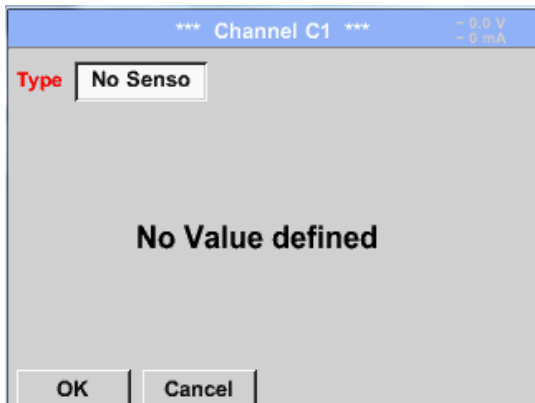 *** Channel C1 ***
~ 0.0 V
~ 0 mA
Type No Senso
No Value defined
OK Cancel